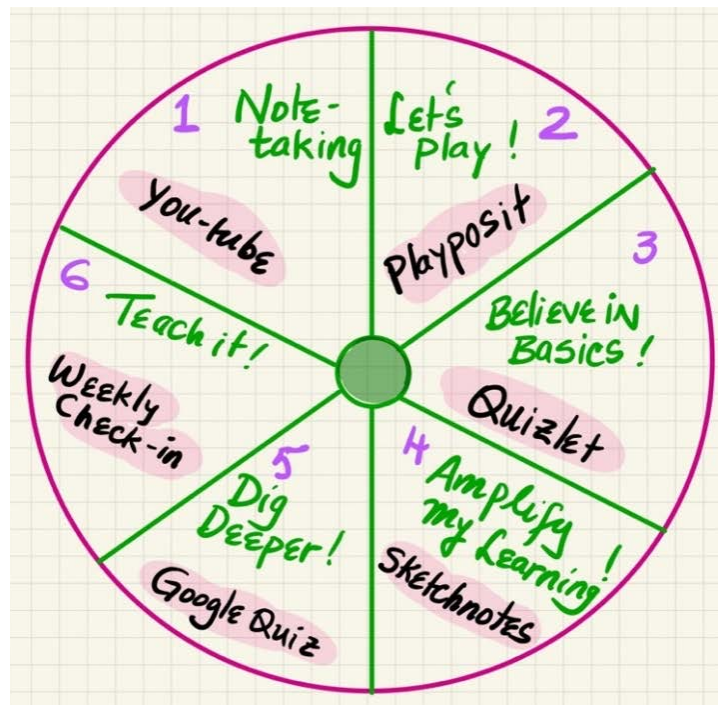 1
Note-
taking
You-tube
2
Let's
Play!
Playposit
3
Believe in
Basics!
Quizlet
4
Amplify
my Learning!
Sketchnotes
5
Dig
Deeper!
Google Quiz
6
Teach it!
Weekly
Check-in